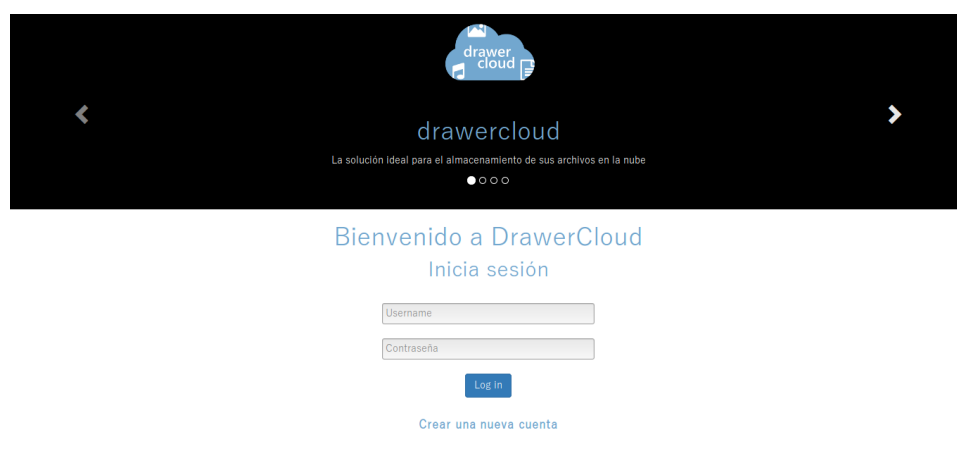 drawer
cloud
drawercloud
La solución ideal para el almacenamiento de sus archivos en la nube
Bienvenido a DrawerCloud
Inicia sesión
Username
Contraseña
Log in
Crear una nueva cuenta